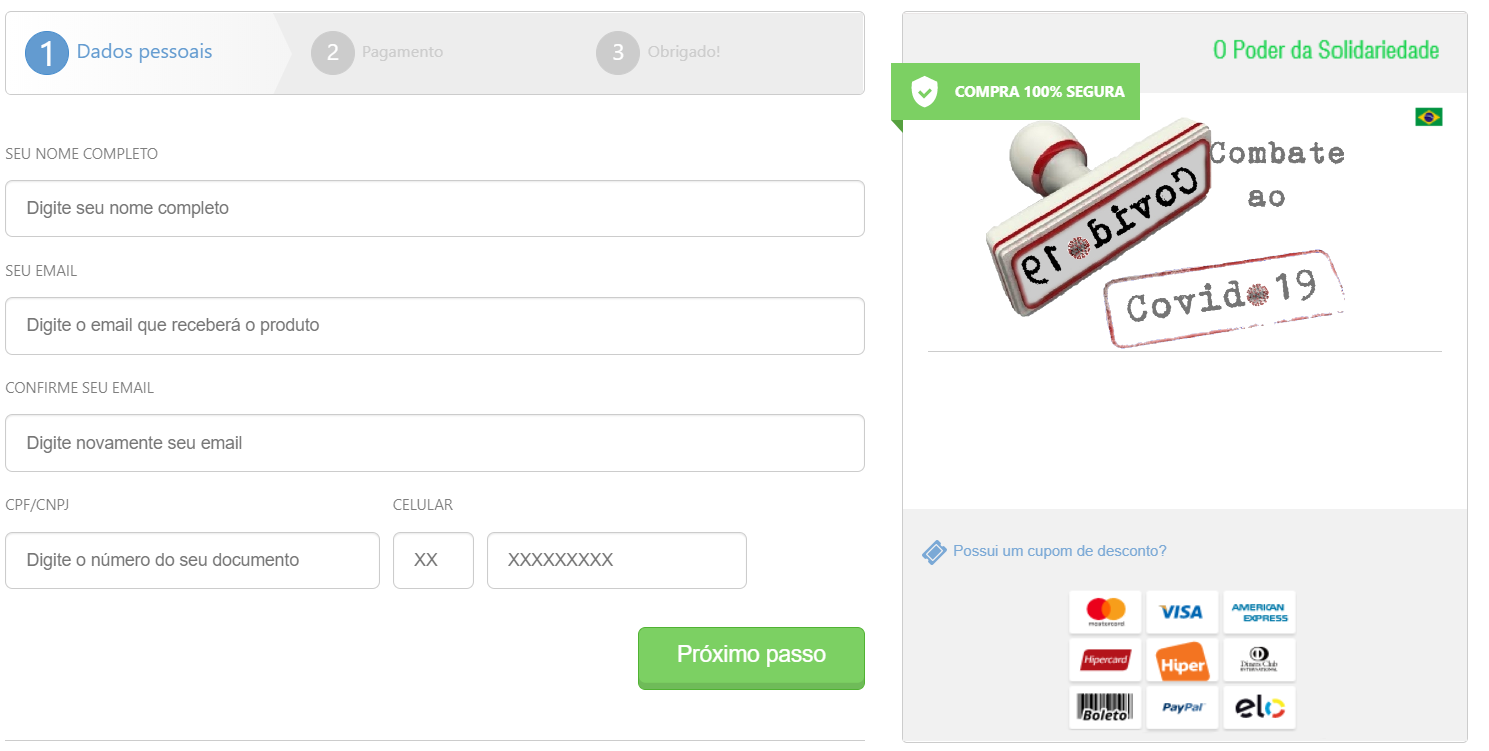 1 Dados pessoais
2 Pagamento
3 Obrigado!
SEU NOME COMPLETO
Digite seu nome completo
SEU EMAIL
Digite o email que receberá o produto
CONFIRME SEU EMAIL
Digite novamente seu email
CPF/CNPJ
CELULAR
Digite o número do seu documento
XX
XXXXXXXXX
Próximo passo
O Poder da Solidariedade
COMPRA 100% SEGURA
Combate
ao
Covid 19
Covid 19
Possui um cupom de desconto?
mastercard
VISA
AMERICAN
EXPRESS
Hipercard
Hiper
Diners Club
INTERNATIONAL
Boleto
PayPal
elo